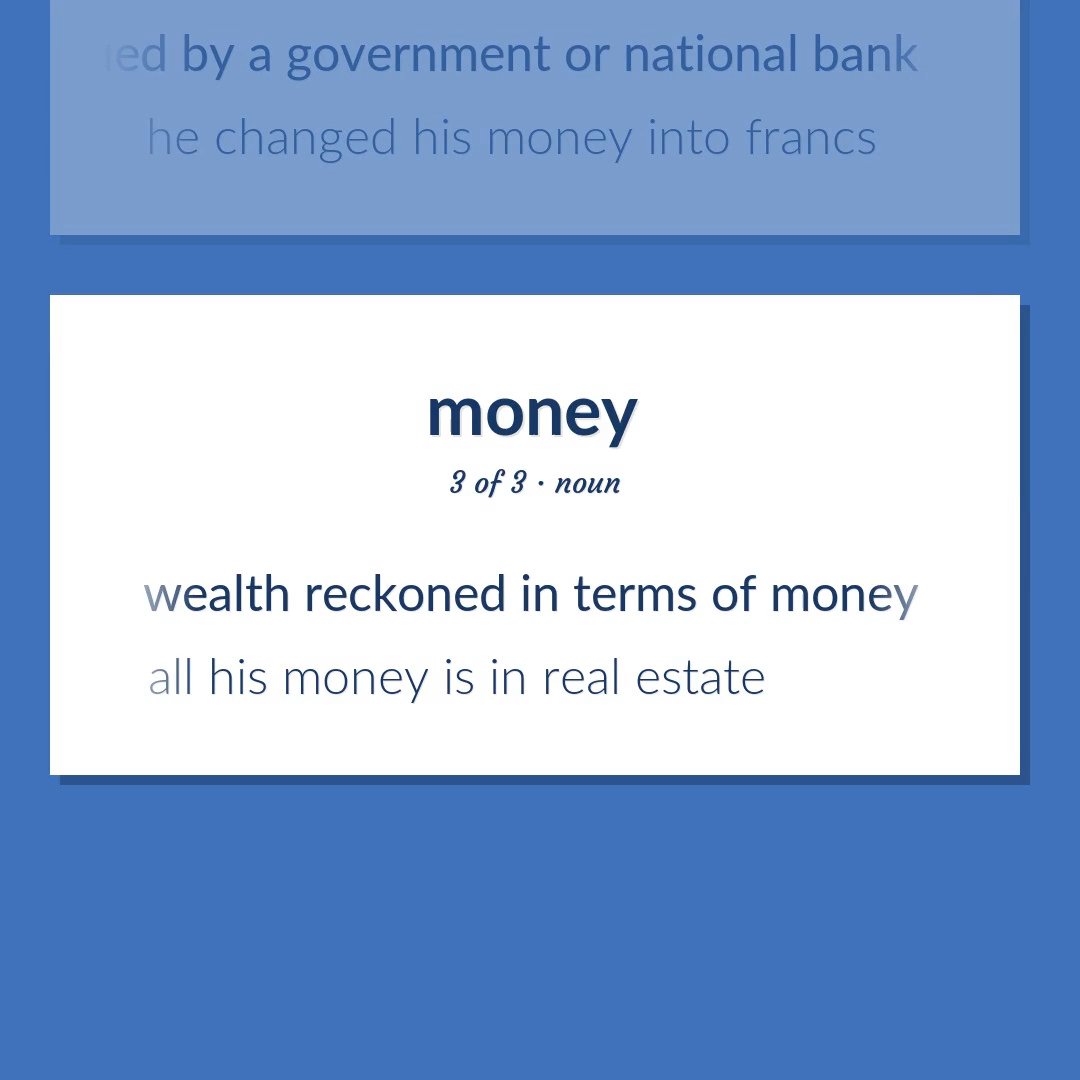 by a government or national bank
he changed his money into francs
money
3 of 3 · noun
wealth reckoned in terms of money
all his money is in real estate